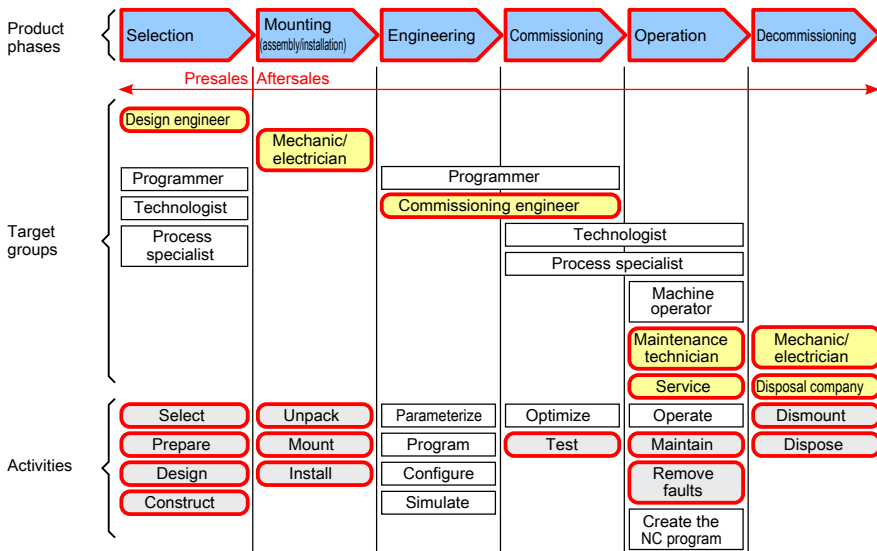 Product
phases
Selection
Mounting
(assembly/installation)
Engineering
Commissioning
Operation
Decommissioning
Presales
Aftersales
Target
groups
Design engineer
Mechanic/
electrician
Programmer
Programmer
Technologist
Commissioning engineer
Process
specialist
Technologist
Process specialist
Machine
operator
Maintenance
technician
Mechanic/
electrician
Service
Disposal company
Activities
Select
Unpack
Parameterize
Optimize
Operate
Dismount
Prepare
Mount
Program
Test
Maintain
Dispose
Design
Install
Configure
Remove
faults
Construct
Simulate
Create the
NC program